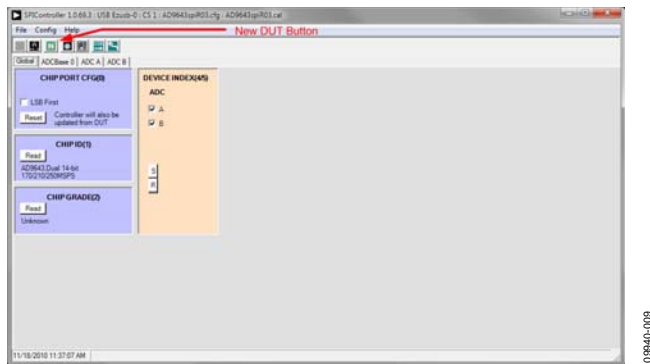 SPIController 1.0.69.3 : USB Ezusb-0 : CS 1 : AD9643spiR03.cfg : AD9643spiR03.cal
File Config Help
New DUT Button
Global ADCBase 0 ADC A ADC B
CHIP PORT CFG(0)
LSB First
Reset Controller will also be
updated from DUT
CHIP ID(1)
Read
AD9643 Dual 14-bit
170/210/250MSPS
CHIP GRADE(2)
Read
Unknown
DEVICE INDEX(4/5)
ADC
A
B
S
R
11/18/2010 11:37:07 AM
09940-009